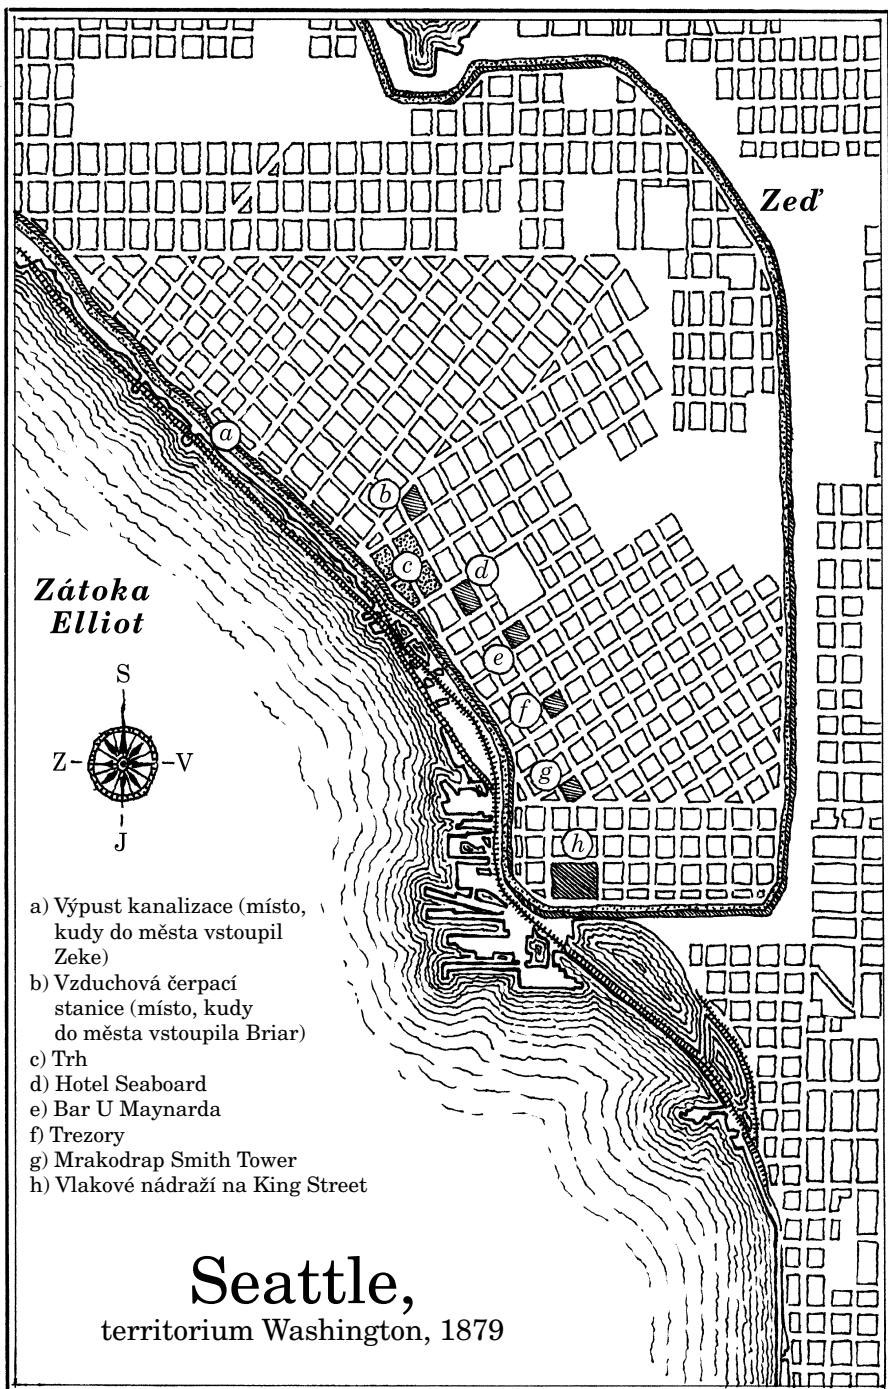 Zeď
a
b
c
d
Zátoka
Elliot
e
S
f
Z
V
g
J
h
a) Výpust kanalizace (místo,
kudy do města vstoupil
Zeke)
b) Vzduchová čerpací
stanice (místo, kudy
do města vstoupila Briar)
c) Trh
d) Hotel Seaboard
e) Bar U Maynarda
f) Trezory
g) Mrakodrap Smith Tower
h) Vlakové nádraží na King Street
Seattle,
territorium Washington, 1879